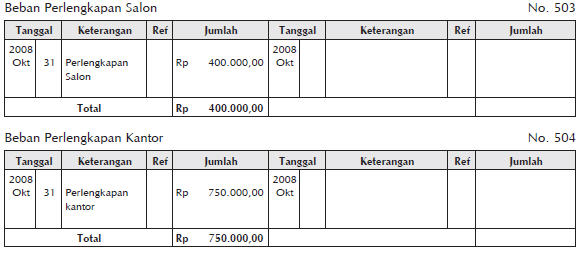 Beban Perlengkapan Salon No. 503
Tanggal Keterangan Ref Jumlah Tanggal Keterangan Ref Jumlah
2008 2008
Okt 31 Perlengkapan Rp 400.000,00 Okt
Salon
Total Rp 400.000,00
Beban Perlengkapan Kantor No. 504
Tanggal Keterangan Ref Jumlah Tanggal Keterangan Ref Jumlah
2008 2008
Okt 31 Perlengkapan Rp 750.000,00 Okt
kantor
Total Rp 750.000,00